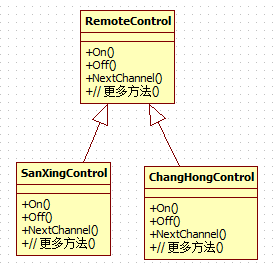 RemoteControl
+On()
+Off()
+NextChannel()
+// 更多方法()
SanXingControl
+On()
+Off()
+NextChannel()
+// 更多方法()
ChangHongControl
+On()
+Off()
+NextChannel()
+// 更多方法()